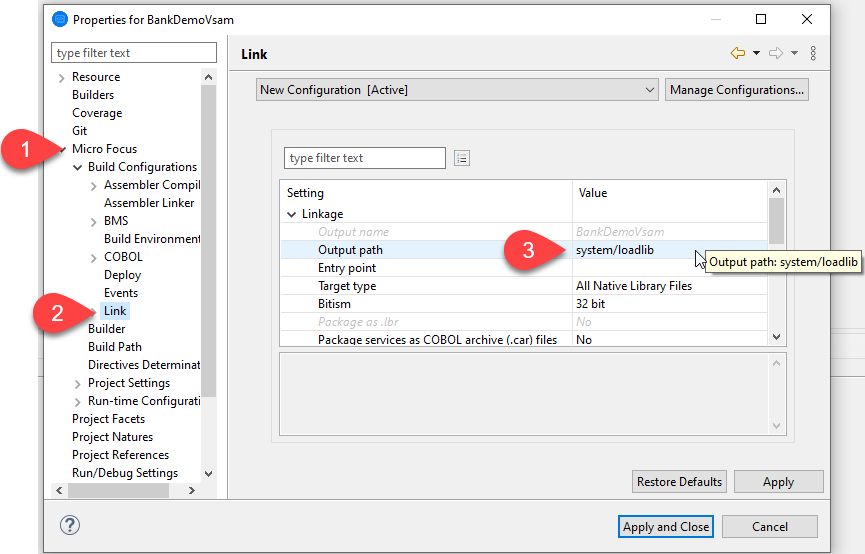 Properties for BankDemoVsam
type filter text
Resource
Builders
Coverage
Git
1
Micro Focus
Build Configurations
Assembler Compil
Assembler Linker
BMS
Build Environment
COBOL
Deploy
Events
2
Link
Builder
Build Path
Directives Determinat
Project Settings
Run-time Configurati
Project Facets
Project Natures
Project References
Run/Debug Settings
Link
New Configuration [Active]
Manage Configurations...
type filter text
Setting Value
Linkage
Output name BankDemoVsam
Output path 3 system/loadlib
Output path: system/loadlib
Entry point
Target type All Native Library Files
Bitism 32 bit
Package as .lbr No
Package services as COBOL archive (.car) files No
Restore Defaults Apply
? Apply and Close Cancel